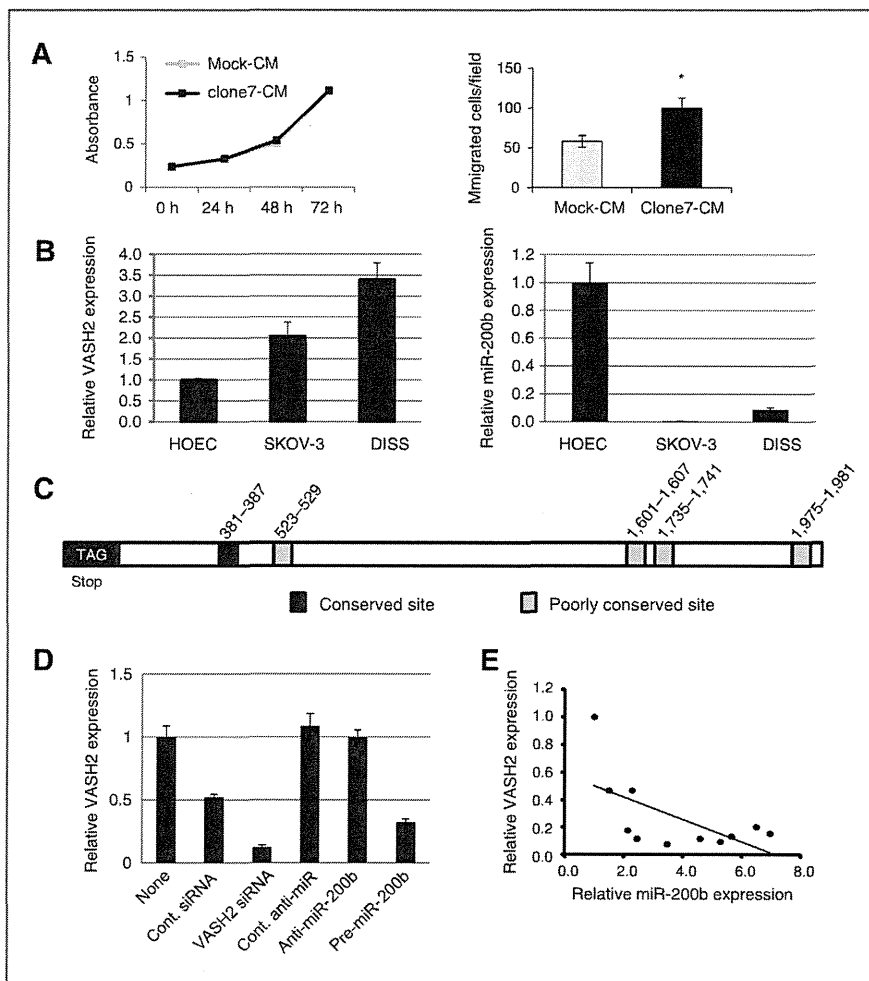 A
Absorbance
1.5
1
0.5
0
Mock-CM
clone7-CM
0 h
24 h
48 h
72 h
Mmigrated cells/field
150
100
50
0
*
Mock-CM
Clone7-CM
B
Relative VASH2 expression
4.0
3.5
3.0
2.5
2.0
1.5
1.0
0.5
0.0
HOEC
SKOV-3
DISS
Relative miR-200b expression
1.2
1.0
0.8
0.6
0.4
0.2
0.0
HOEC
SKOV-3
DISS
C
381–387
523–529
1,601–1,607
1,735–1,741
1,975–1,981
TAG
Stop
Conserved site
Poorly conserved site
D
Relative VASH2 expression
1.5
1
0.5
0
None
Cont. siRNA
VASH2 siRNA
Cont. anti-miR
Anti-miR-200b
Pre-miR-200b
E
Relative VASH2 expression
1.2
1.0
0.8
0.6
0.4
0.2
0.0
0.0
2.0
4.0
6.0
8.0
Relative miR-200b expression